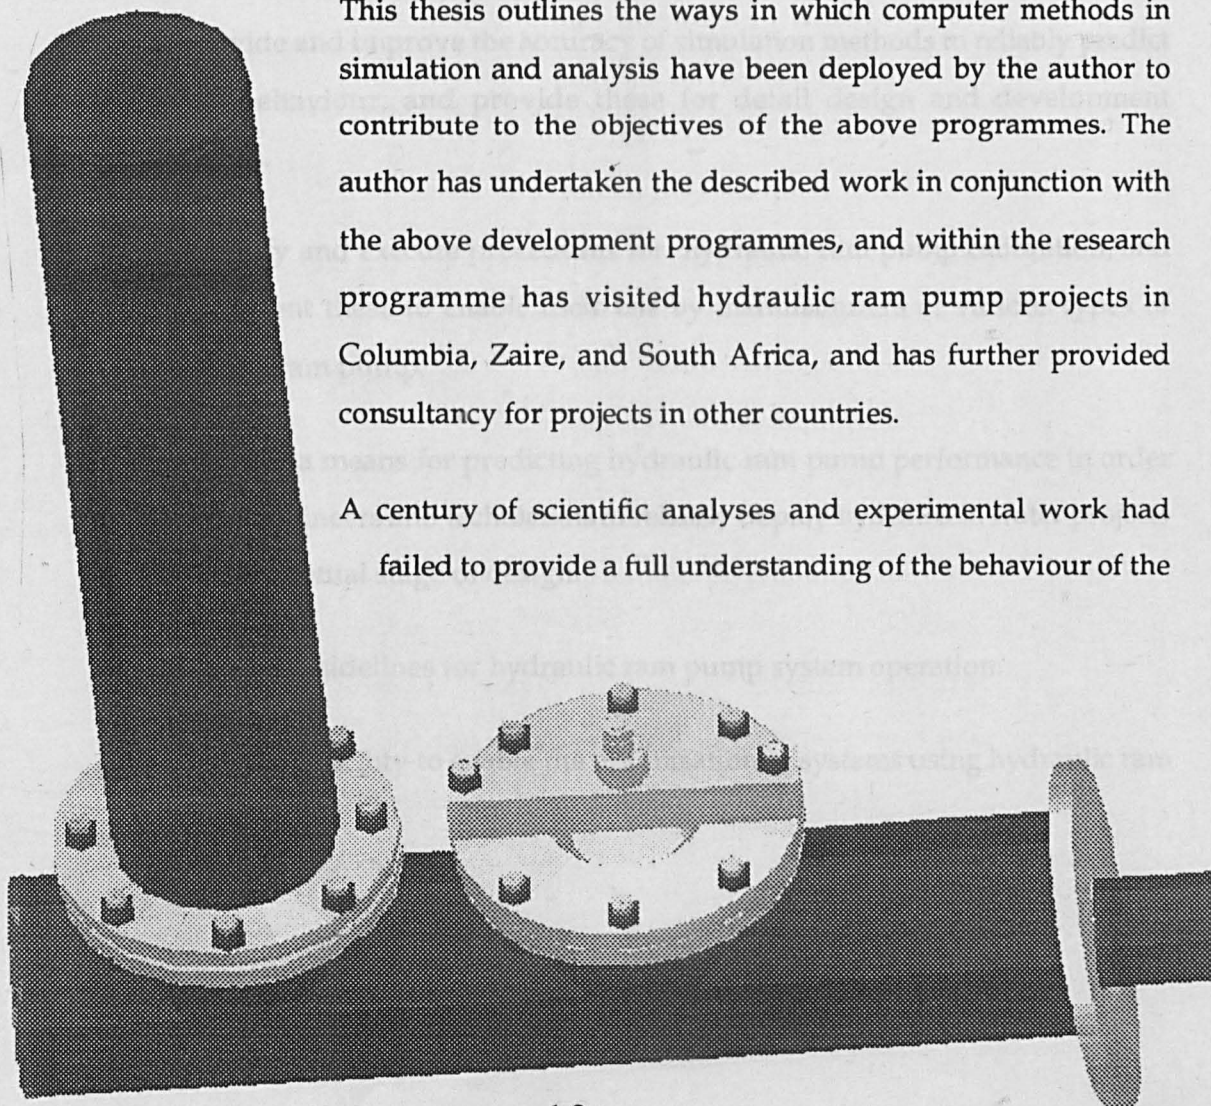 This thesis outlines the ways in which computer methods in
simulation and analysis have been deployed by the author to
contribute to the objectives of the above programmes. The
author has undertaken the described work in conjunction with
the above development programmes, and within the research
programme has visited hydraulic ram pump projects in
Columbia, Zaire, and South Africa, and has further provided
consultancy for projects in other countries.
A century of scientific analyses and experimental work had
failed to provide a full understanding of the behaviour of the